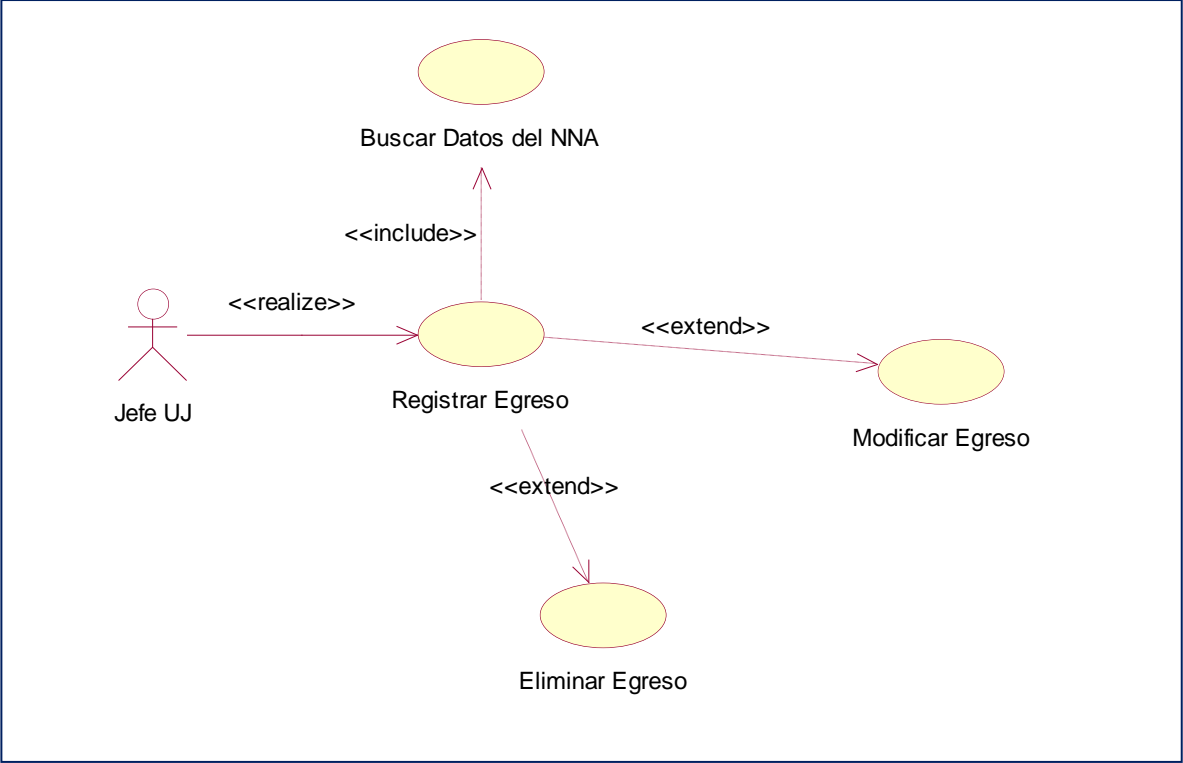 Buscar Datos del NNA
<<include>>
<<realize>>
<<extend>>
Registrar Egreso
Jefe UJ
Modificar Egreso
<<extend>>
Eliminar Egreso